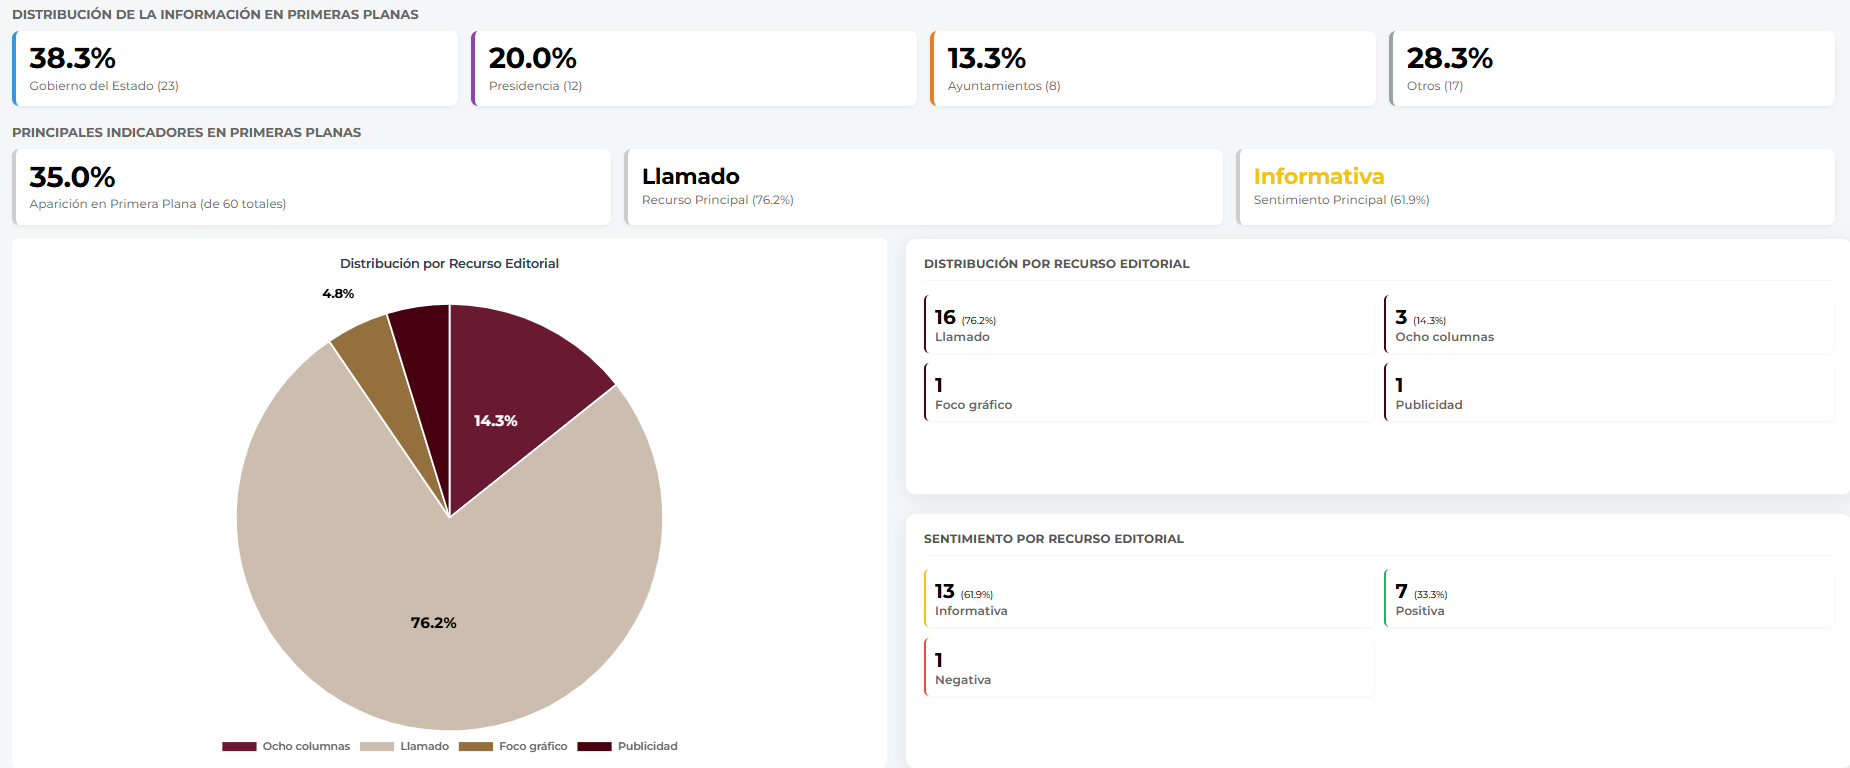 DISTRIBUCIÓN DE LA INFORMACIÓN EN PRIMERAS PLANAS
38.3%
Gobierno del Estado (23)
20.0%
Presidencia (12)
13.3%
Ayuntamientos (8)
28.3%
Otros (17)
PRINCIPALES INDICADORES EN PRIMERAS PLANAS
35.0%
Aparición en Primera Plana (de 60 totales)
Llamado
Recurso Principal (76.2%)
Informativa
Sentimiento Principal (61.9%)
Distribución por Recurso Editorial
4.8%
14.3%
76.2%
Ocho columnas
Llamado
Foco gráfico
Publicidad
DISTRIBUCIÓN POR RECURSO EDITORIAL
16 (76.2%)
Llamado
3 (14.3%)
Ocho columnas
1
Foco gráfico
1
Publicidad
SENTIMIENTO POR RECURSO EDITORIAL
13 (61.9%)
Informativa
7 (33.3%)
Positiva
1
Negativa